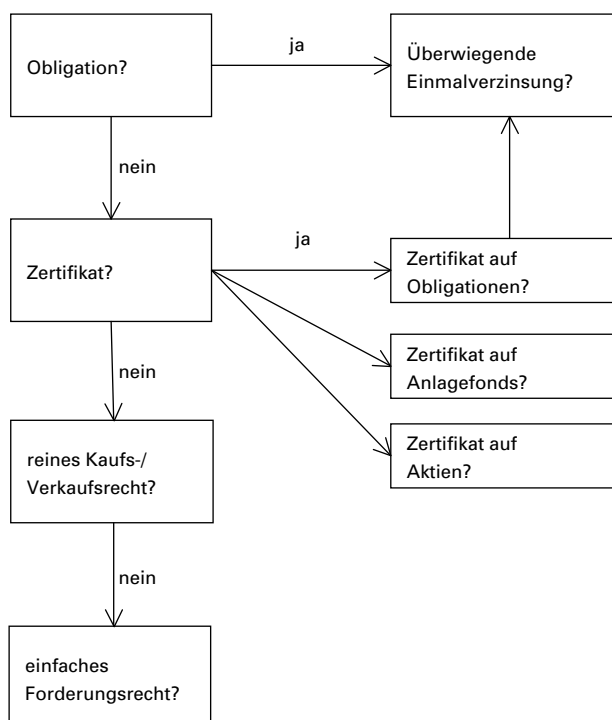 Obligation?
ja
Überwiegende
Einmalverzinsung?
nein
Zertifikat?
ja
Zertifikat auf
Obligationen?
Zertifikat auf
Anlagefonds?
nein
Zertifikat auf
Aktien?
reines Kaufs-/
Verkaufsrecht?
nein
einfaches
Forderungsrecht?